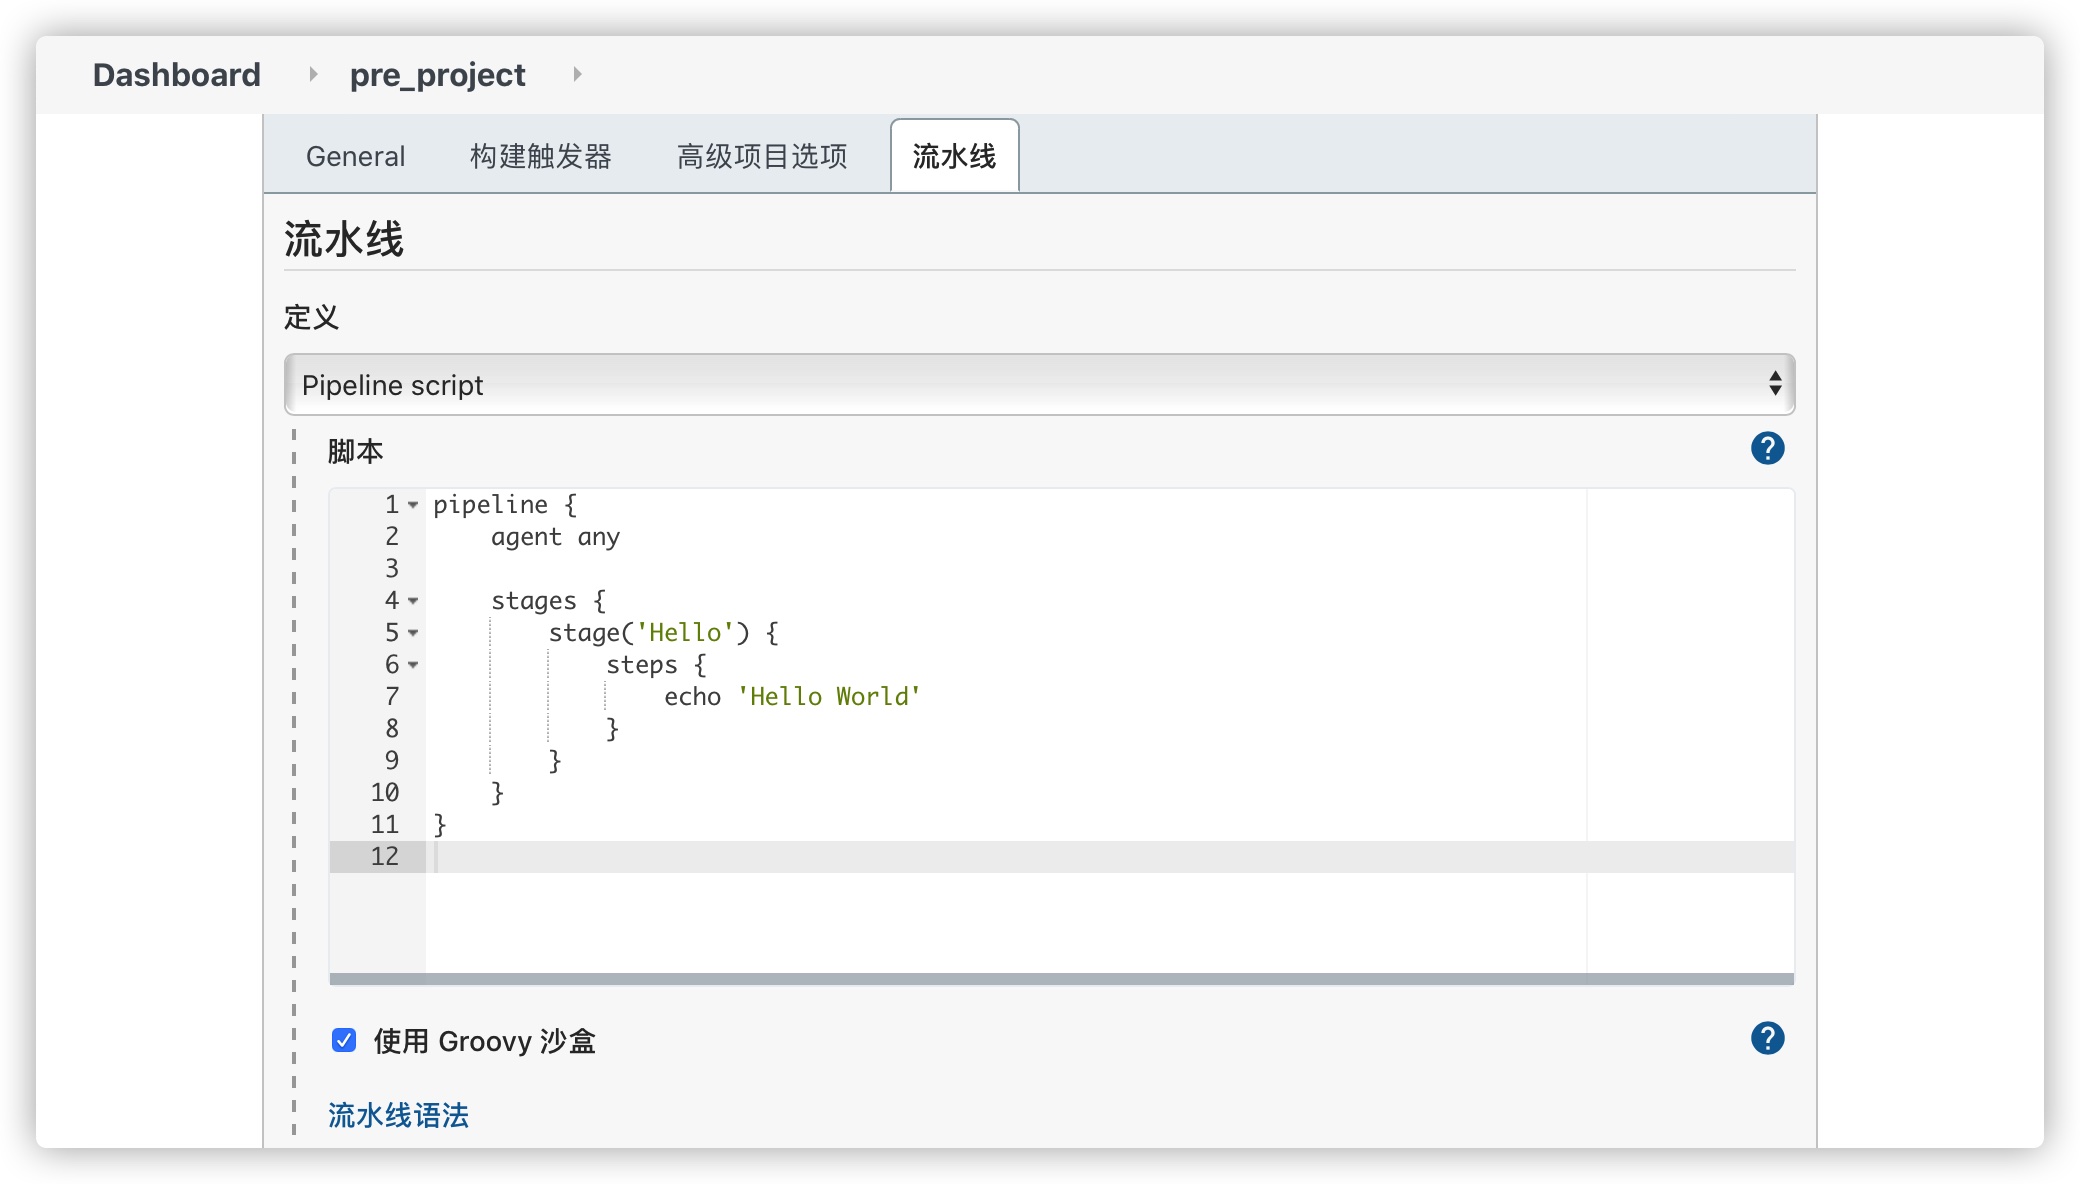 Dashboard pre_project
General 构建触发器 高级项目选项 流水线
流水线
定义
Pipeline script
脚本
?
1 pipeline {
2     agent any
3
4     stages {
5         stage('Hello') {
6             steps {
7                 echo 'Hello World'
8             }
9         }
10     }
11 }
12
使用 Groovy 沙盒
?
流水线语法